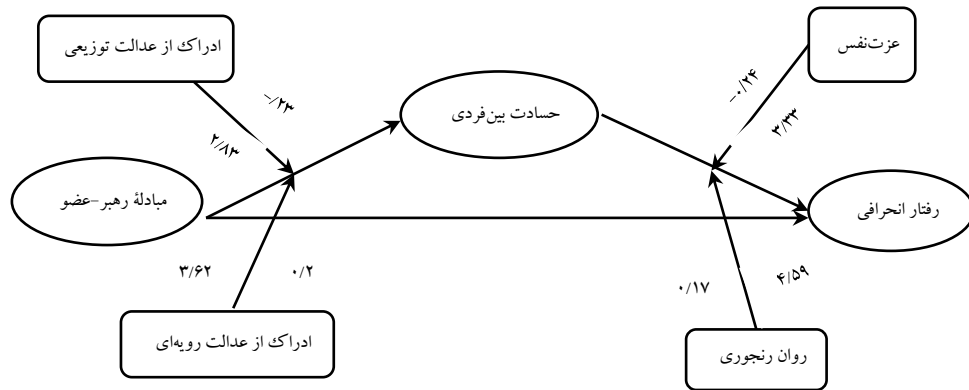 ادراک از عدالت توزیعی
عزت‌نفس
-/۲۳
۲/۸۳
حسادت بین‌فردی
-۰/۲۴
۳/۳۳
مبادلهٔ رهبر-عضو
رفتار انحرافی
۳/۶۲
۰/۲
۰/۱۷
۴/۵۹
ادراک از عدالت رویه‌ای
روان رنجوری